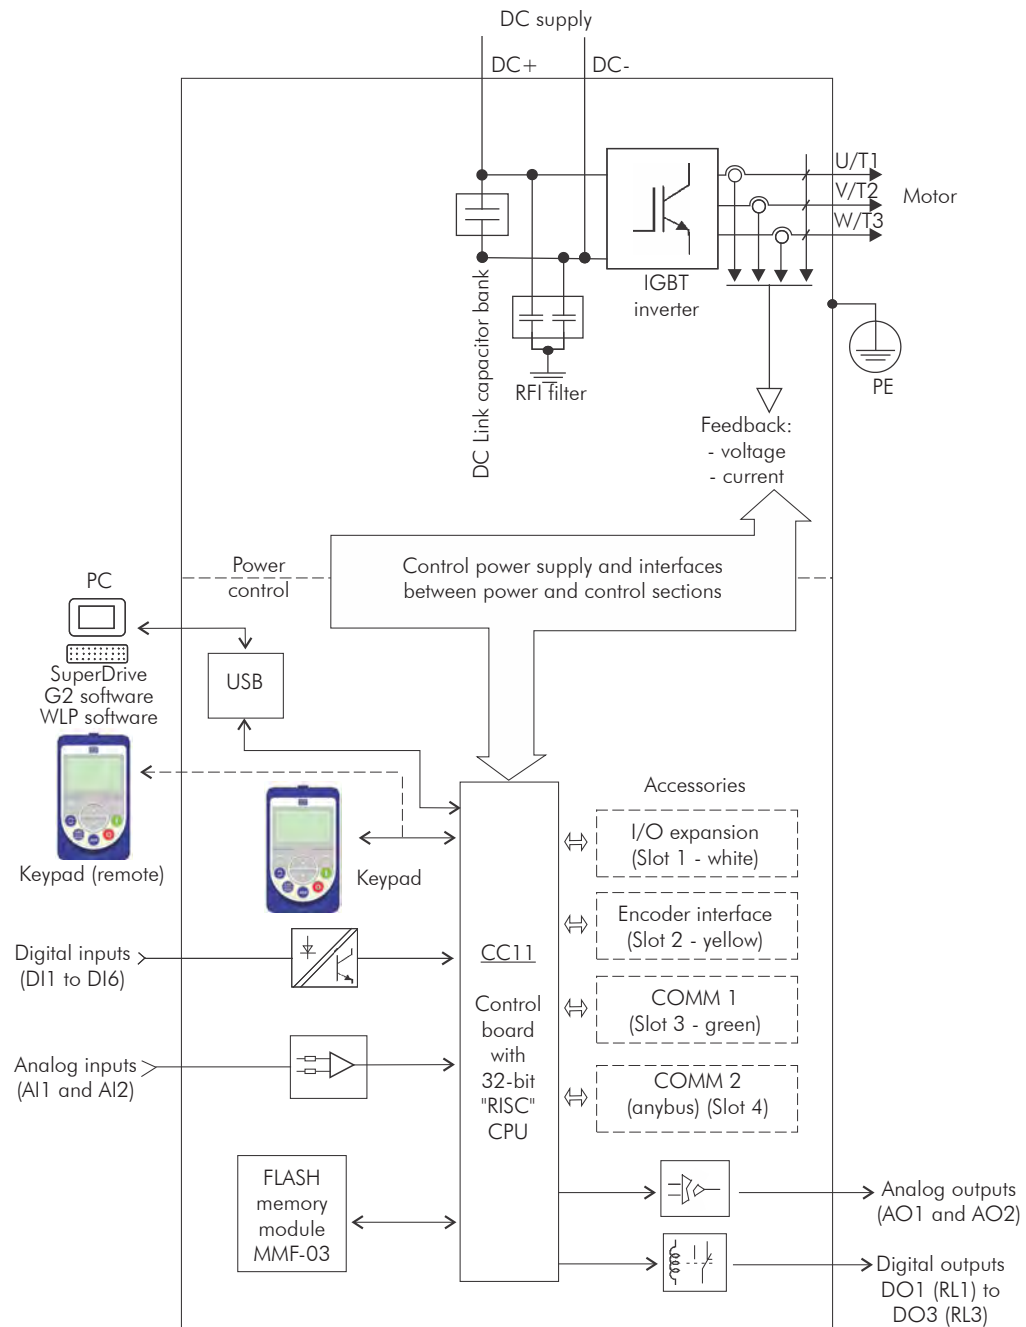 DC supply
DC+
DC-
U/T1
V/T2
W/T3
Motor
IGBT
inverter
DC Link capacitor bank
RFI filter
PE
Feedback:
- voltage
- current
Power
control
Control power supply and interfaces
between power and control sections
PC
SuperDrive
G2 software
WLP software
USB
Keypad (remote)
Keypad
Accessories
I/O expansion
(Slot 1 - white)
Encoder interface
(Slot 2 - yellow)
COMM 1
(Slot 3 - green)
COMM 2
(anybus) (Slot 4)
Digital inputs
(DI1 to DI6)
Analog inputs
(AI1 and AI2)
CC11
Control
board
with
32-bit
"RISC"
CPU
FLASH
memory
module
MMF-03
Analog outputs
(AO1 and AO2)
Digital outputs
DO1 (RL1) to
DO3 (RL3)